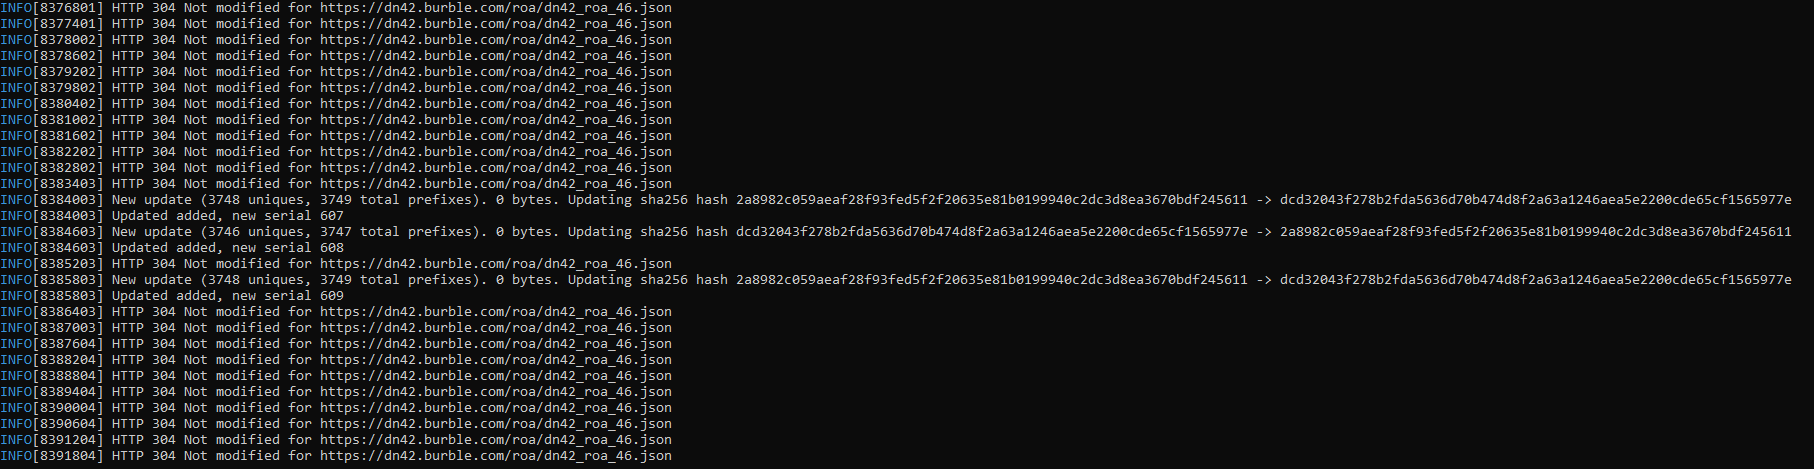 INFO[8376801] HTTP 304 Not modified for https://dn42.burble.com/roa/dn42_roa_46.json
INFO[8377401] HTTP 304 Not modified for https://dn42.burble.com/roa/dn42_roa_46.json
INFO[8378002] HTTP 304 Not modified for https://dn42.burble.com/roa/dn42_roa_46.json
INFO[8378602] HTTP 304 Not modified for https://dn42.burble.com/roa/dn42_roa_46.json
INFO[8379202] HTTP 304 Not modified for https://dn42.burble.com/roa/dn42_roa_46.json
INFO[8379802] HTTP 304 Not modified for https://dn42.burble.com/roa/dn42_roa_46.json
INFO[8380402] HTTP 304 Not modified for https://dn42.burble.com/roa/dn42_roa_46.json
INFO[8381002] HTTP 304 Not modified for https://dn42.burble.com/roa/dn42_roa_46.json
INFO[8381602] HTTP 304 Not modified for https://dn42.burble.com/roa/dn42_roa_46.json
INFO[8382202] HTTP 304 Not modified for https://dn42.burble.com/roa/dn42_roa_46.json
INFO[8382802] HTTP 304 Not modified for https://dn42.burble.com/roa/dn42_roa_46.json
INFO[8383403] HTTP 304 Not modified for https://dn42.burble.com/roa/dn42_roa_46.json
INFO[8384003] New update (3748 uniques, 3749 total prefixes). 0 bytes. Updating sha256 hash 2a8982c059aeaf28f93fed5f2f20635e81b0199940c2dc3d8ea3670bdf245611 -> dcd32043f278b2fda5636d70b474d8f2a63a1246aea5e2200cde65cf1565977e
INFO[8384003] Updated added, new serial 607
INFO[8384603] New update (3746 uniques, 3747 total prefixes). 0 bytes. Updating sha256 hash dcd32043f278b2fda5636d70b474d8f2a63a1246aea5e2200cde65cf1565977e -> 2a8982c059aeaf28f93fed5f2f20635e81b0199940c2dc3d8ea3670bdf245611
INFO[8384603] Updated added, new serial 608
INFO[8385203] HTTP 304 Not modified for https://dn42.burble.com/roa/dn42_roa_46.json
INFO[8385803] New update (3748 uniques, 3749 total prefixes). 0 bytes. Updating sha256 hash 2a8982c059aeaf28f93fed5f2f20635e81b0199940c2dc3d8ea3670bdf245611 -> dcd32043f278b2fda5636d70b474d8f2a63a1246aea5e2200cde65cf1565977e
INFO[8385803] Updated added, new serial 609
INFO[8386403] HTTP 304 Not modified for https://dn42.burble.com/roa/dn42_roa_46.json
INFO[8387003] HTTP 304 Not modified for https://dn42.burble.com/roa/dn42_roa_46.json
INFO[8387604] HTTP 304 Not modified for https://dn42.burble.com/roa/dn42_roa_46.json
INFO[8388204] HTTP 304 Not modified for https://dn42.burble.com/roa/dn42_roa_46.json
INFO[8388804] HTTP 304 Not modified for https://dn42.burble.com/roa/dn42_roa_46.json
INFO[8389404] HTTP 304 Not modified for https://dn42.burble.com/roa/dn42_roa_46.json
INFO[8390004] HTTP 304 Not modified for https://dn42.burble.com/roa/dn42_roa_46.json
INFO[8390604] HTTP 304 Not modified for https://dn42.burble.com/roa/dn42_roa_46.json
INFO[8391204] HTTP 304 Not modified for https://dn42.burble.com/roa/dn42_roa_46.json
INFO[8391804] HTTP 304 Not modified for https://dn42.burble.com/roa/dn42_roa_46.json